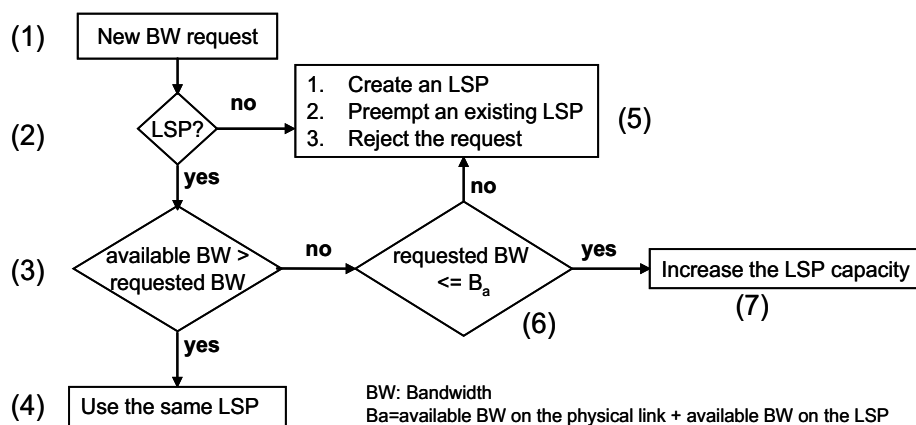 (1)
New BW request
(2)
LSP?
no
1. Create an LSP
2. Preempt an existing LSP
3. Reject the request
(5)
yes
no
(3)
available BW >
requested BW
no
requested BW
<= Ba
(6)
yes
Increase the LSP capacity
(7)
yes
(4)
Use the same LSP
BW: Bandwidth
Ba=available BW on the physical link + available BW on the LSP